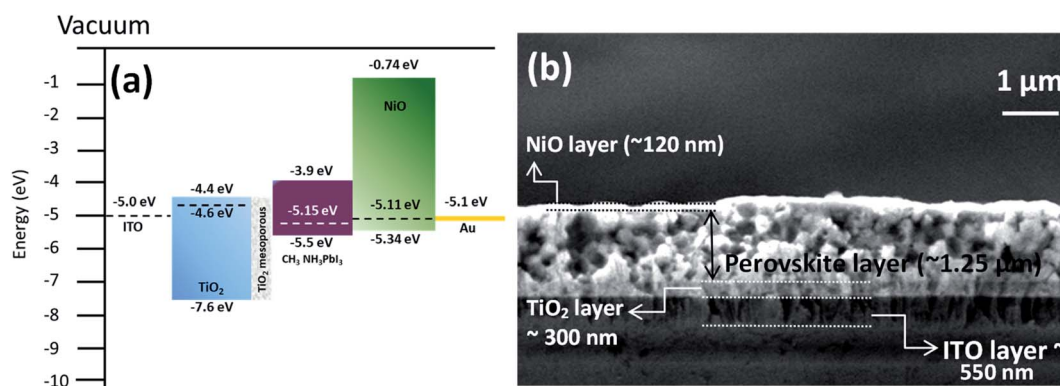 Vacuum
(a)
-1
-2
-3
-4
-5
-6
-7
-8
-9
-10
Energy (eV)
-5.0 eV
ITO
-4.4 eV
-4.6 eV
TiO₂
-7.6 eV
TiO₂ mesoporous
-3.9 eV
-5.15 eV
-5.5 eV
CH₃ NH₃PbI₃
-0.74 eV
NiO
-5.11 eV
-5.34 eV
-5.1 eV
Au
(b)
1 μm
NiO layer (~120 nm)
Perovskite layer (~1.25 μm)
TiO₂ layer
~ 300 nm
ITO layer ~
550 nm